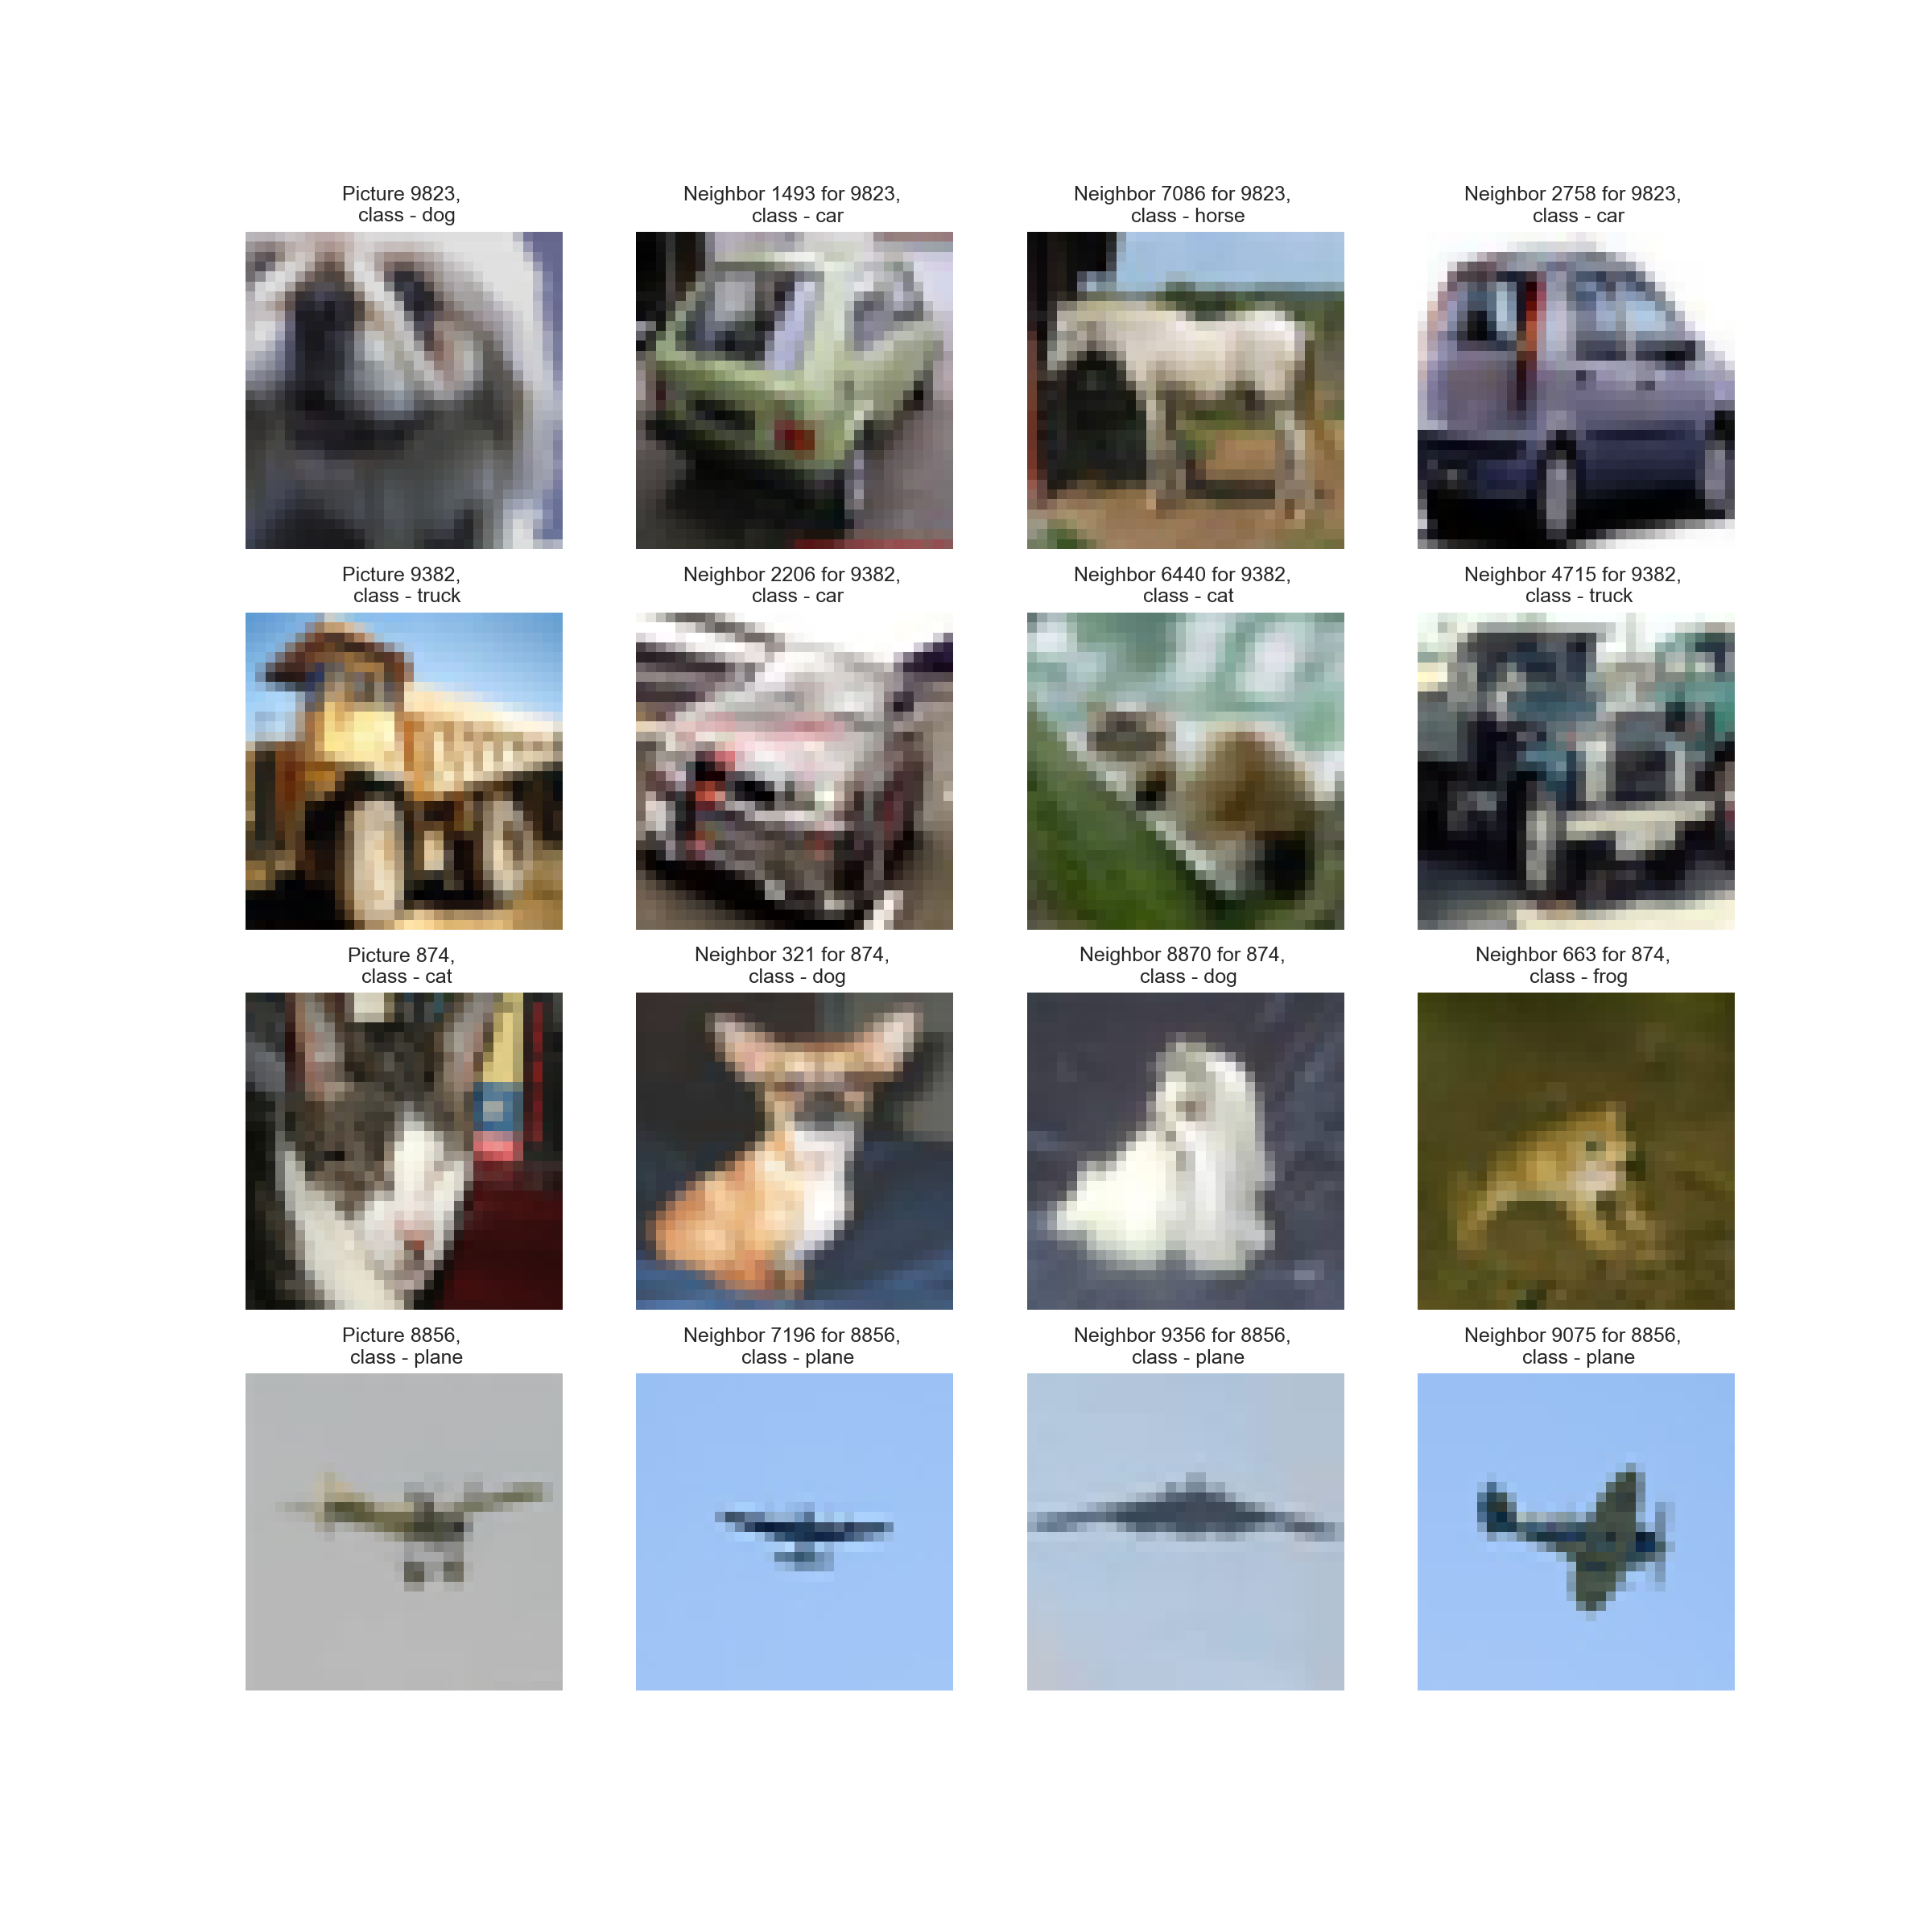 Picture 9823,
class - dog
Neighbor 1493 for 9823,
class - car
Neighbor 7086 for 9823,
class - horse
Neighbor 2758 for 9823,
class - car
Picture 9382,
class - truck
Neighbor 2206 for 9382,
class - car
Neighbor 6440 for 9382,
class - cat
Neighbor 4715 for 9382,
class - truck
Picture 874,
class - cat
Neighbor 321 for 874,
class - dog
Neighbor 8870 for 874,
class - dog
Neighbor 663 for 874,
class - frog
Picture 8856,
class - plane
Neighbor 7196 for 8856,
class - plane
Neighbor 9356 for 8856,
class - plane
Neighbor 9075 for 8856,
class - plane